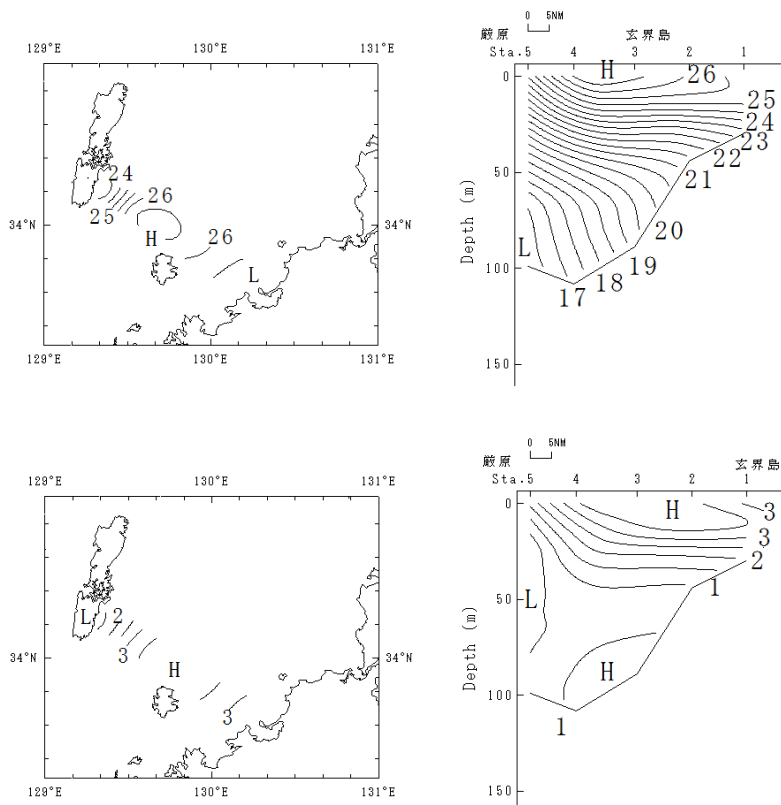 129°E 130°E 131°E
24
25 26
34°N
H 26
L
129°E 130°E 131°E
0 5NM
厳原 玄界島
Sta.5 4 3 2 1
0 H 26
25
24
23
22
50 21
Depth (m)
20
L
100 19
18
17
150
129°E 130°E 131°E
L 2
3
34°N
H
3
129°E 130°E 131°E
0 5NM
厳原 玄界島
Sta.5 4 3 2 1
0 H 3
3
2
1
50
L
Depth (m)
H
100
1
150